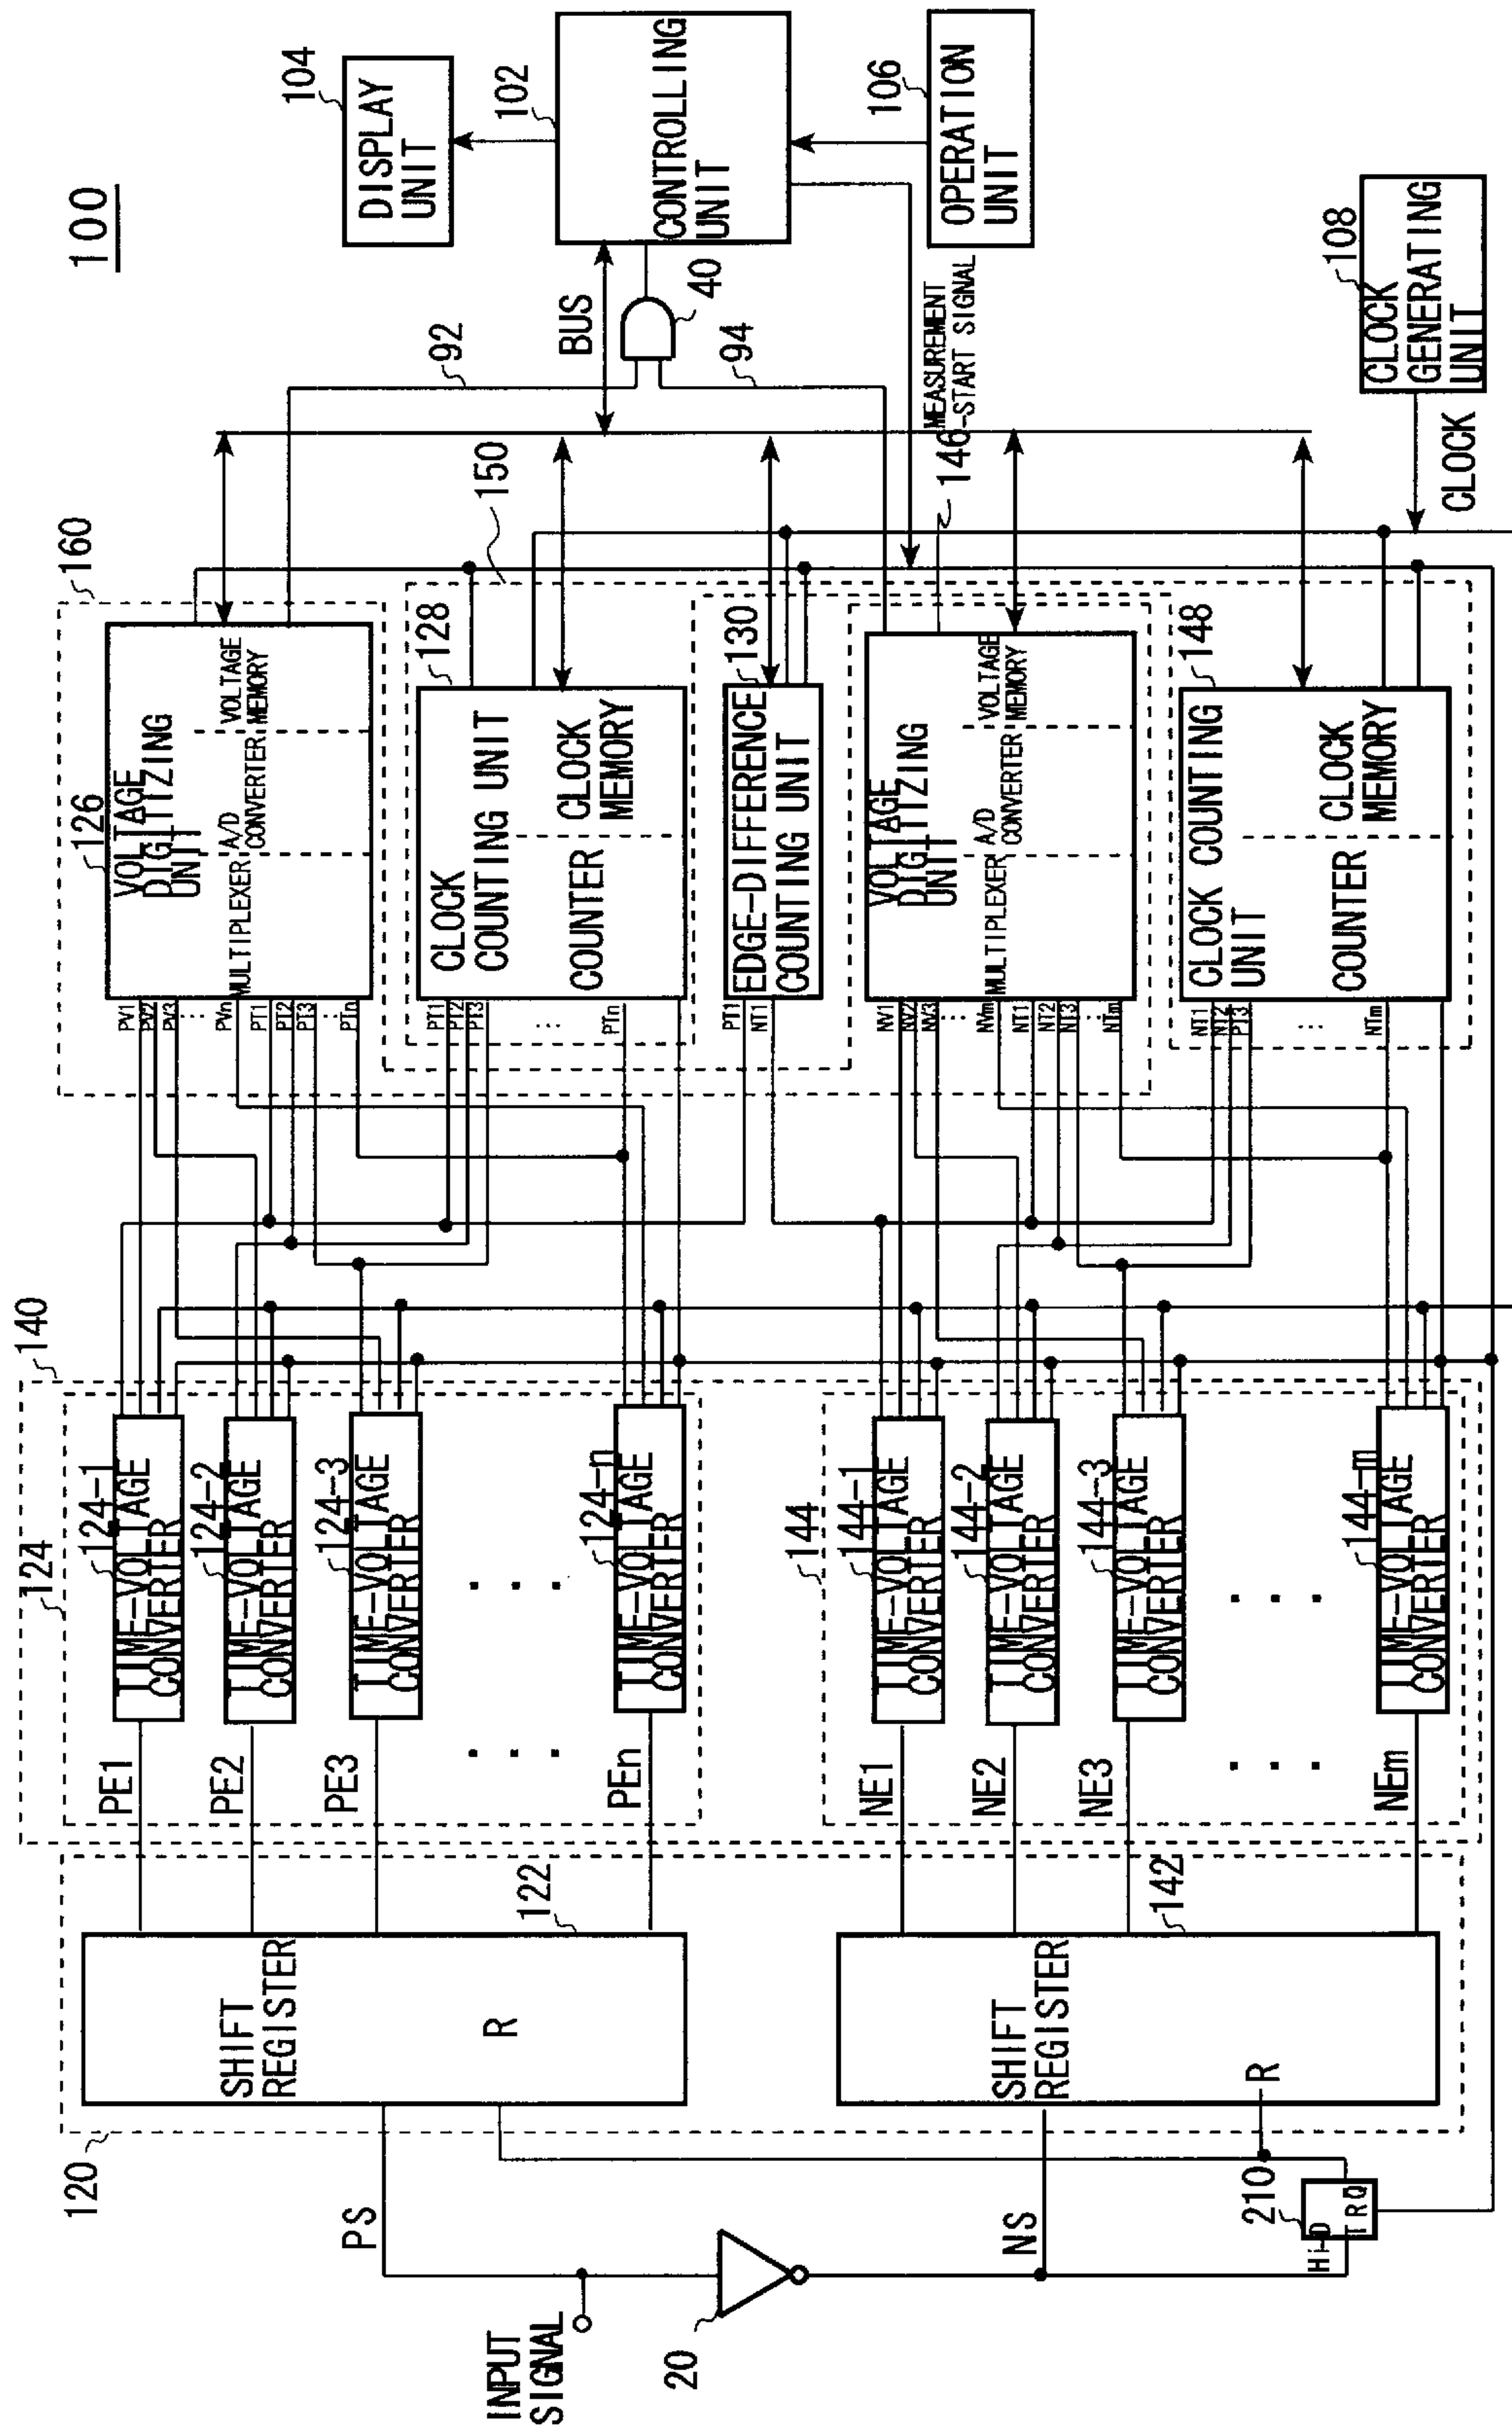 100
INPUT
SIGNAL
20
PS
NS
Hi-D
T R Q
210
120
SHIFT
REGISTER
R
122
SHIFT
REGISTER
R
142
PE1
PE2
PE3
. . .
PEn
NE1
NE2
NE3
. . .
NEm
140
124
124-1
TIME-VOLTAGE
CONVERTER
124-2
TIME-VOLTAGE
CONVERTER
124-3
TIME-VOLTAGE
CONVERTER
. . .
124-n
TIME-VOLTAGE
CONVERTER
144
144-1
TIME-VOLTAGE
CONVERTER
144-2
TIME-VOLTAGE
CONVERTER
144-3
TIME-VOLTAGE
CONVERTER
. . .
144-m
TIME-VOLTAGE
CONVERTER
160
126
VOLTAGE
DIGITIZING
UNIT
MULTIPLEXER
A/D
CONVERTER
VOLTAGE
MEMORY
PV1
PV2
PV3
PVn
PT1
PT2
PT3
PTn
150
128
CLOCK
COUNTING UNIT
COUNTER
CLOCK
MEMORY
PT1
PT2
PT3
PTn
130
EDGE-DIFFERENCE
COUNTING UNIT
PT1
NT1
146
VOLTAGE
DIGITIZING
UNIT
MULTIPLEXER
A/D
CONVERTER
VOLTAGE
MEMORY
NV1
NV2
NV3
NVm
NT1
NT2
NT3
NTm
148
CLOCK COUNTING
UNIT
COUNTER
CLOCK
MEMORY
NT1
NT2
PT3
NTm
92
94
BUS
40
MEASUREMENT
START SIGNAL
104
DISPLAY
UNIT
102
CONTROLLING
UNIT
106
OPERATION
UNIT
108
CLOCK
GENERATING
UNIT
CLOCK